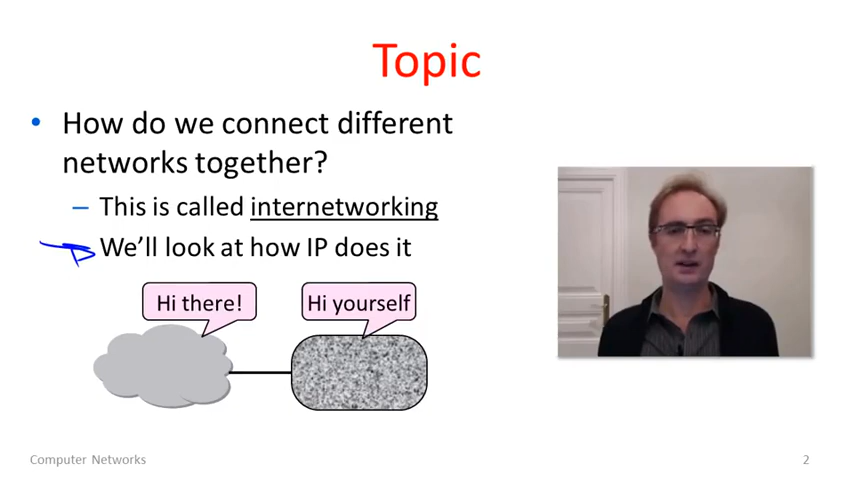 Topic
• How do we connect different
networks together?
– This is called internetworking
We’ll look at how IP does it
Hi there!
Hi yourself
Computer Networks
2